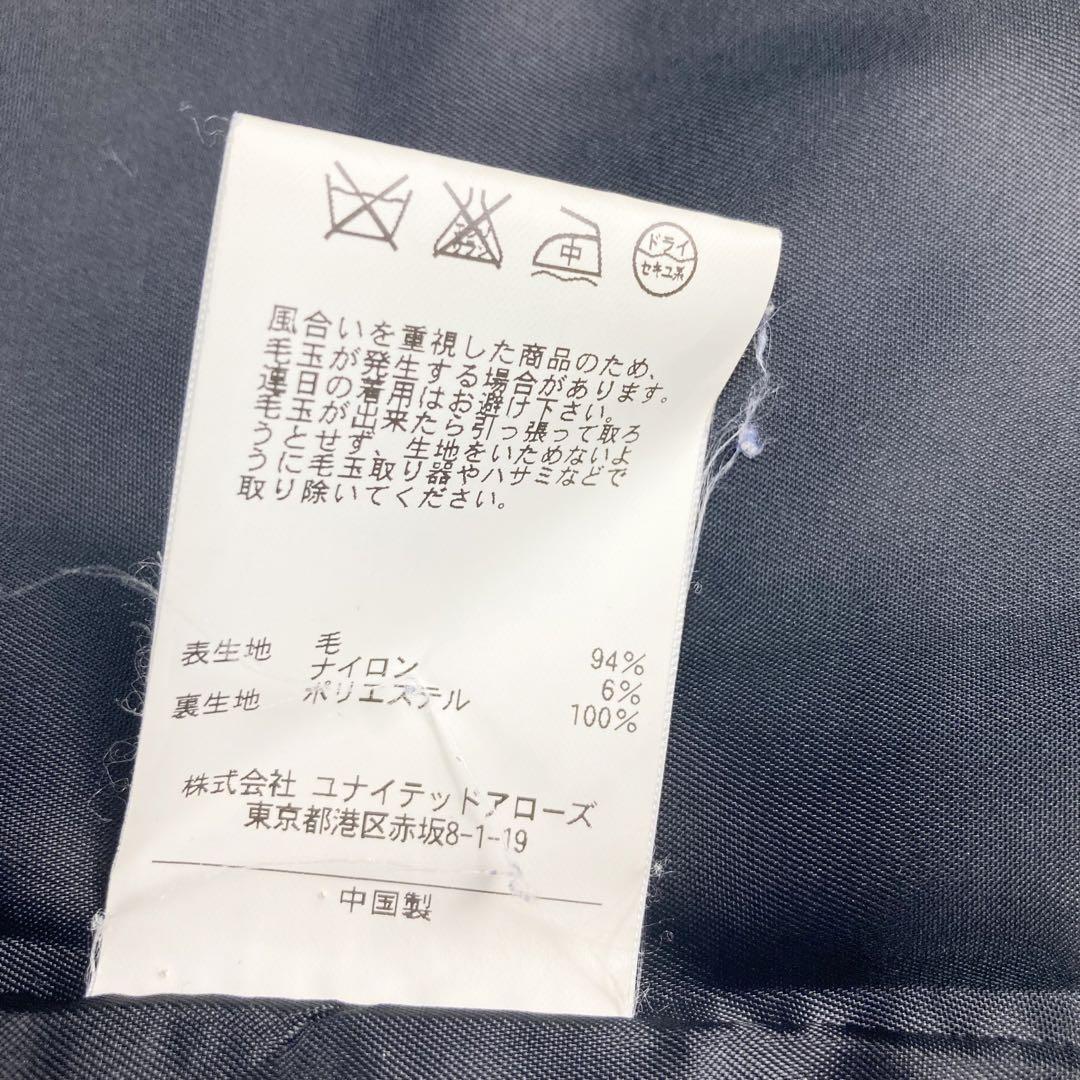 エンソ
サラシ
中
ドライ
セキユ系
風合いを重視した商品のため、
毛玉が発生する場合があります。
連日の着用はお避け下さい。
毛玉が出来たら引っ張って取ろ
うとせず、生地をいためないよ
うに毛玉取り器やハサミなどで
取り除いてください。
表生地 毛 94%
ナイロン 6%
裏生地 ポリエステル 100%
株式会社 ユナイテッドアローズ
東京都港区赤坂8-1-19
中国製